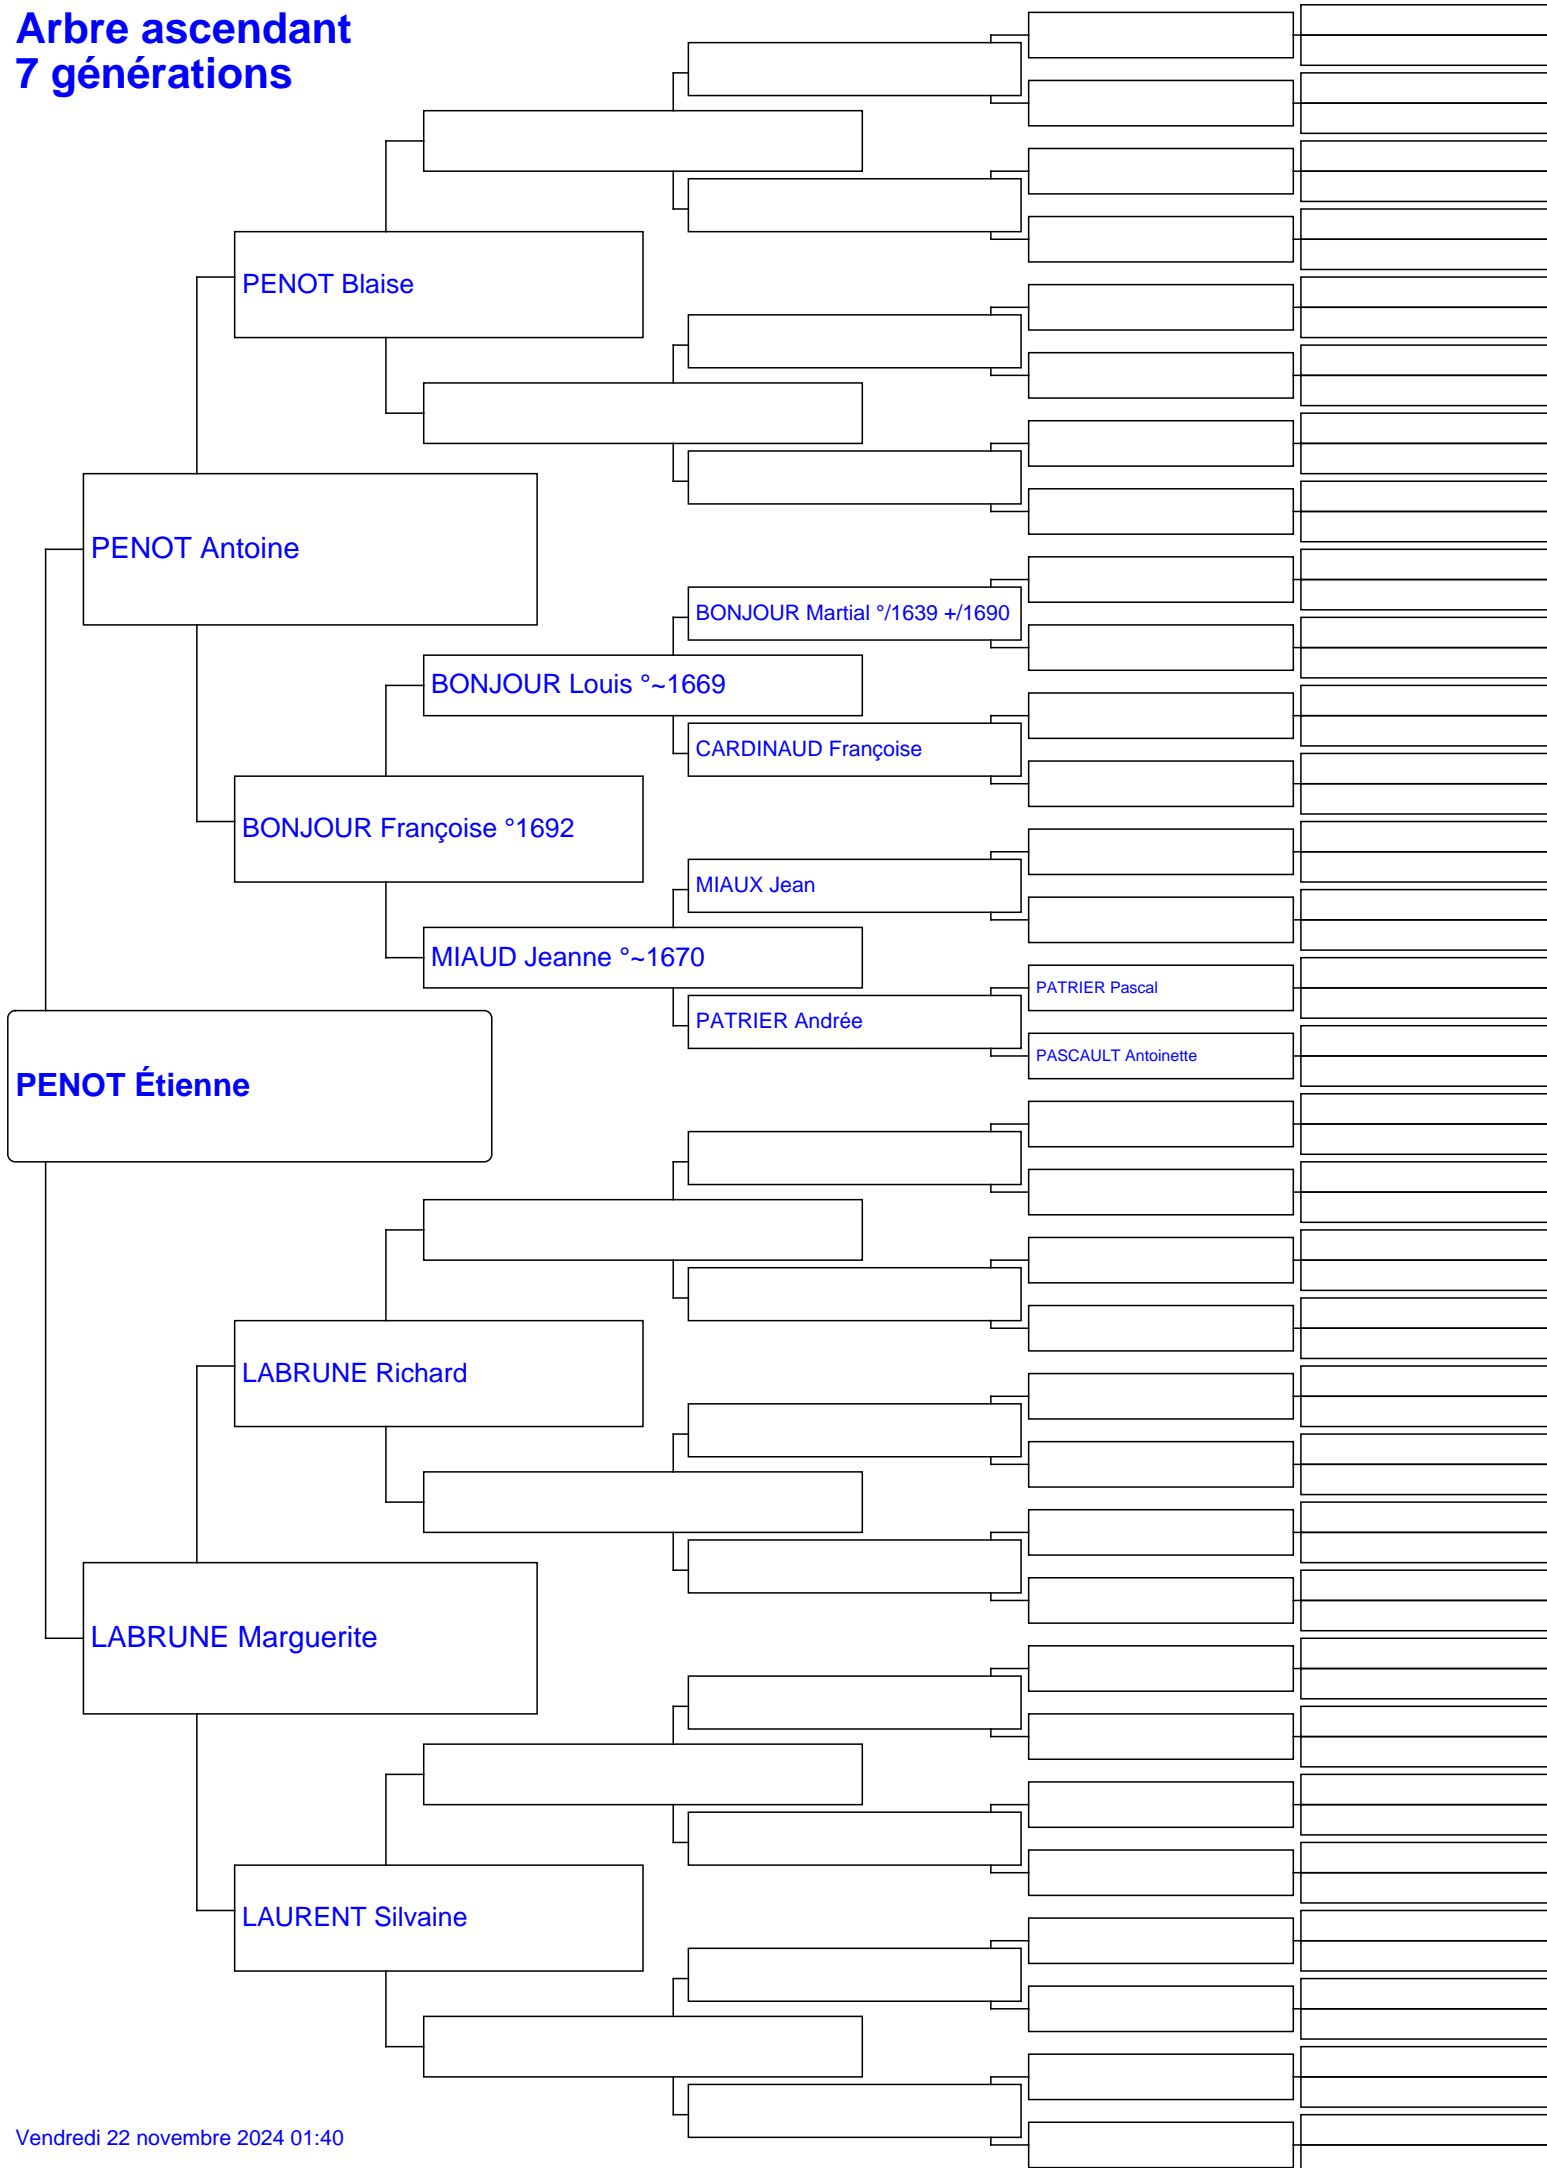 Arbre ascendant
7 générations
PENOT Blaise
PENOT Antoine
BONJOUR Martial °/1639 +/1690
BONJOUR Louis °~1669
CARDINAUD Françoise
BONJOUR Françoise °1692
MIAUX Jean
MIAUD Jeanne °~1670
PATRIER Pascal
PATRIER Andrée
PASCAULT Antoinette
PENOT Étienne
LABRUNE Richard
LABRUNE Marguerite
LAURENT Silvaine
Vendredi 22 novembre 2024 01:40